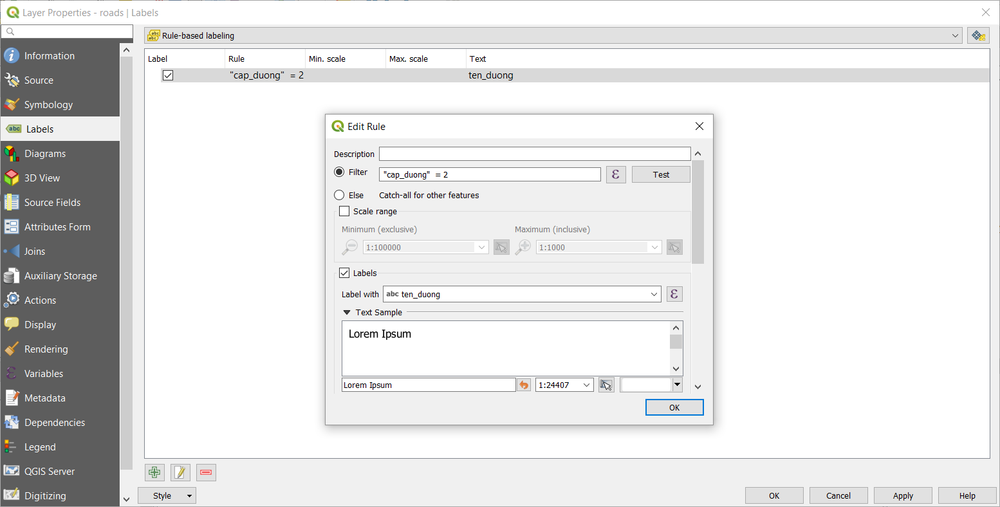 Layer Properties - roads | Labels
Information
Source
Symbology
abc Labels
Diagrams
3D View
Source Fields
Attributes Form
Joins
Auxiliary Storage
Actions
Display
Rendering
Variables
Metadata
Dependencies
Legend
QGIS Server
Digitizing
abc
abc Rule-based labeling
Label Rule Min. scale Max. scale Text
"cap_duong" = 2 ten_duong
Edit Rule
Description
Filter "cap_duong" = 2 ε Test
Else Catch-all for other features
Scale range
Minimum (exclusive) Maximum (inclusive)
1:100000 1:1000
Labels
Label with abc ten_duong ε
Text Sample
Lorem Ipsum
Lorem Ipsum 1:24407
OK
Style OK Cancel Apply Help